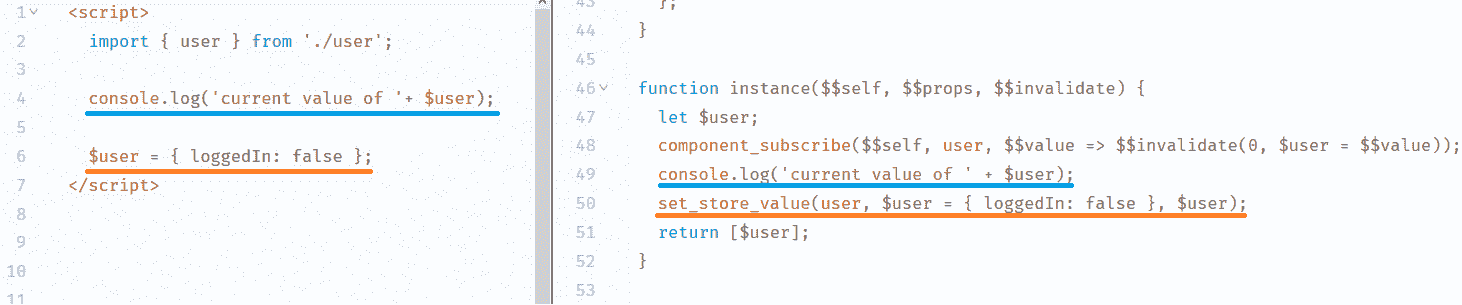 1 <script>
2 import { user } from './user';
3
4 console.log('current value of '+ $user);
5
6 $user = { loggedIn: false };
7 </script>
8
9
10
11
43 };
44 }
45
46 function instance($$self, $$props, $$invalidate) {
47 let $user;
48 component_subscribe($$self, user, $$value => $$invalidate(0, $user = $$value));
49 console.log('current value of ' + $user);
50 set_store_value(user, $user = { loggedIn: false }, $user);
51 return [$user];
52 }
53